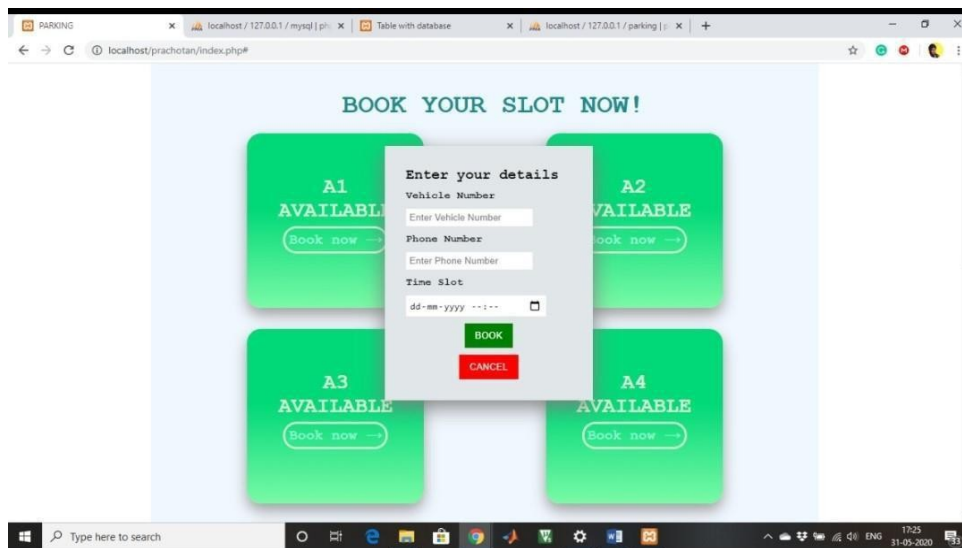 PARKING
localhost / 127.0.0.1 / mysql | ph
Table with database
localhost / 127.0.0.1 / parking | p
localhost/prachotan/index.php#
BOOK YOUR SLOT NOW!
A1
AVAILABL
Book now →
A2
VAILABLE
ook now →
Enter your details
Vehicle Number
Enter Vehicle Number
Phone Number
Enter Phone Number
Time Slot
dd-mm-yyyy --:--
BOOK
CANCEL
A3
AVAILABLE
Book now →
A4
AVAILABLE
Book now →
Type here to search
ENG
17:25
31-05-2020
33